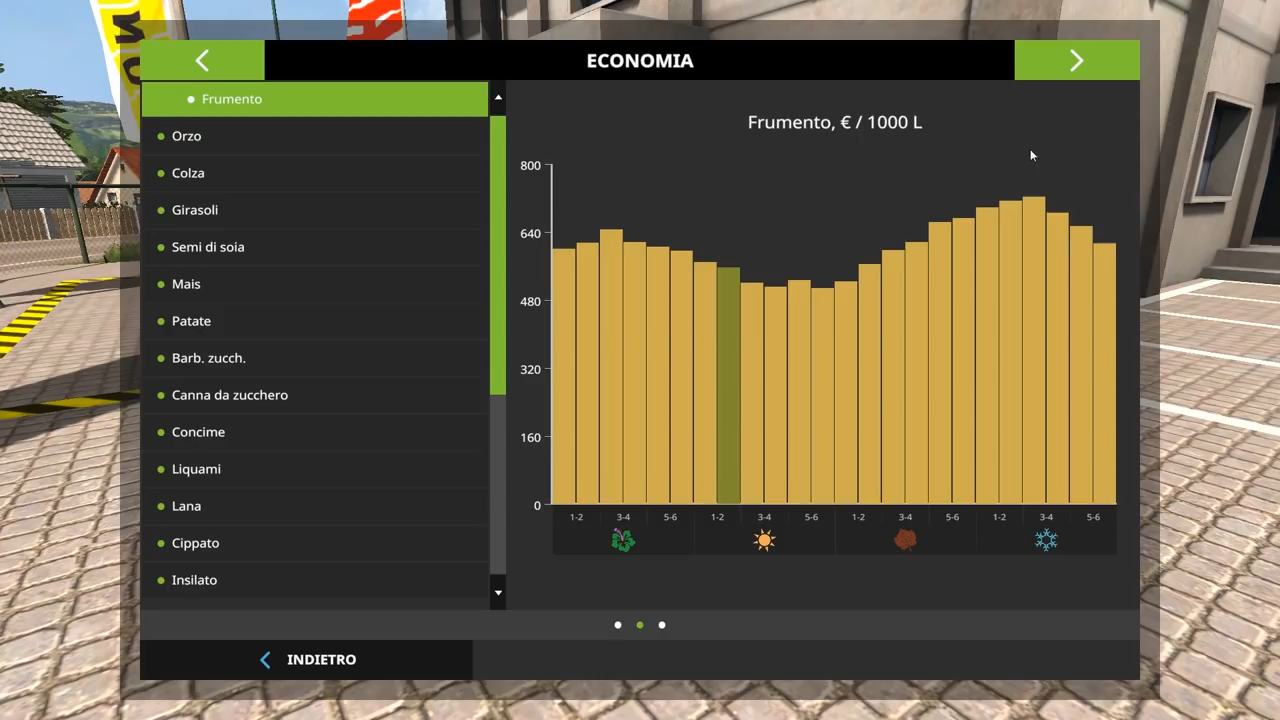 ECONOMIA
Frumento
Orzo
Colza
Girasoli
Semi di soia
Mais
Patate
Barb. zucch.
Canna da zucchero
Concime
Liquami
Lana
Cippato
Insilato
Frumento, € / 1000 L
800
640
480
320
160
0
1-2 3-4 5-6 1-2 3-4 5-6 1-2 3-4 5-6 1-2 3-4 5-6
INDIETRO